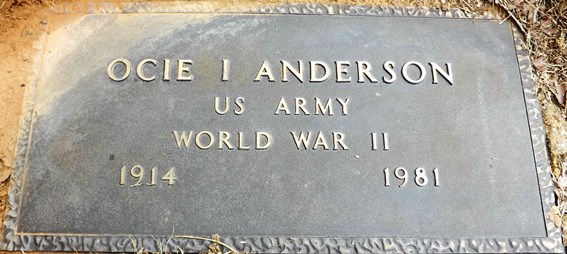 OCIE I ANDERSON
US ARMY
WORLD WAR II
1914 1981